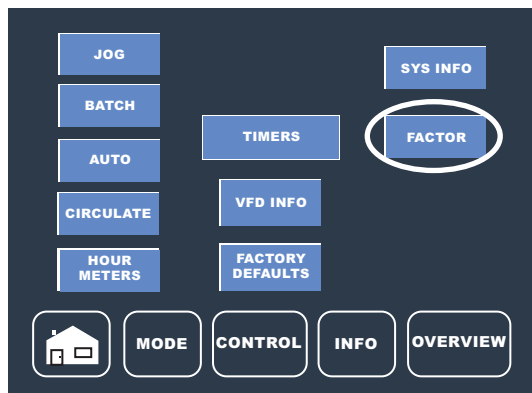 JOG
BATCH
AUTO
CIRCULATE
HOUR
METERS
TIMERS
VFD INFO
FACTORY
DEFAULTS
SYS INFO
FACTOR
MODE
CONTROL
INFO
OVERVIEW